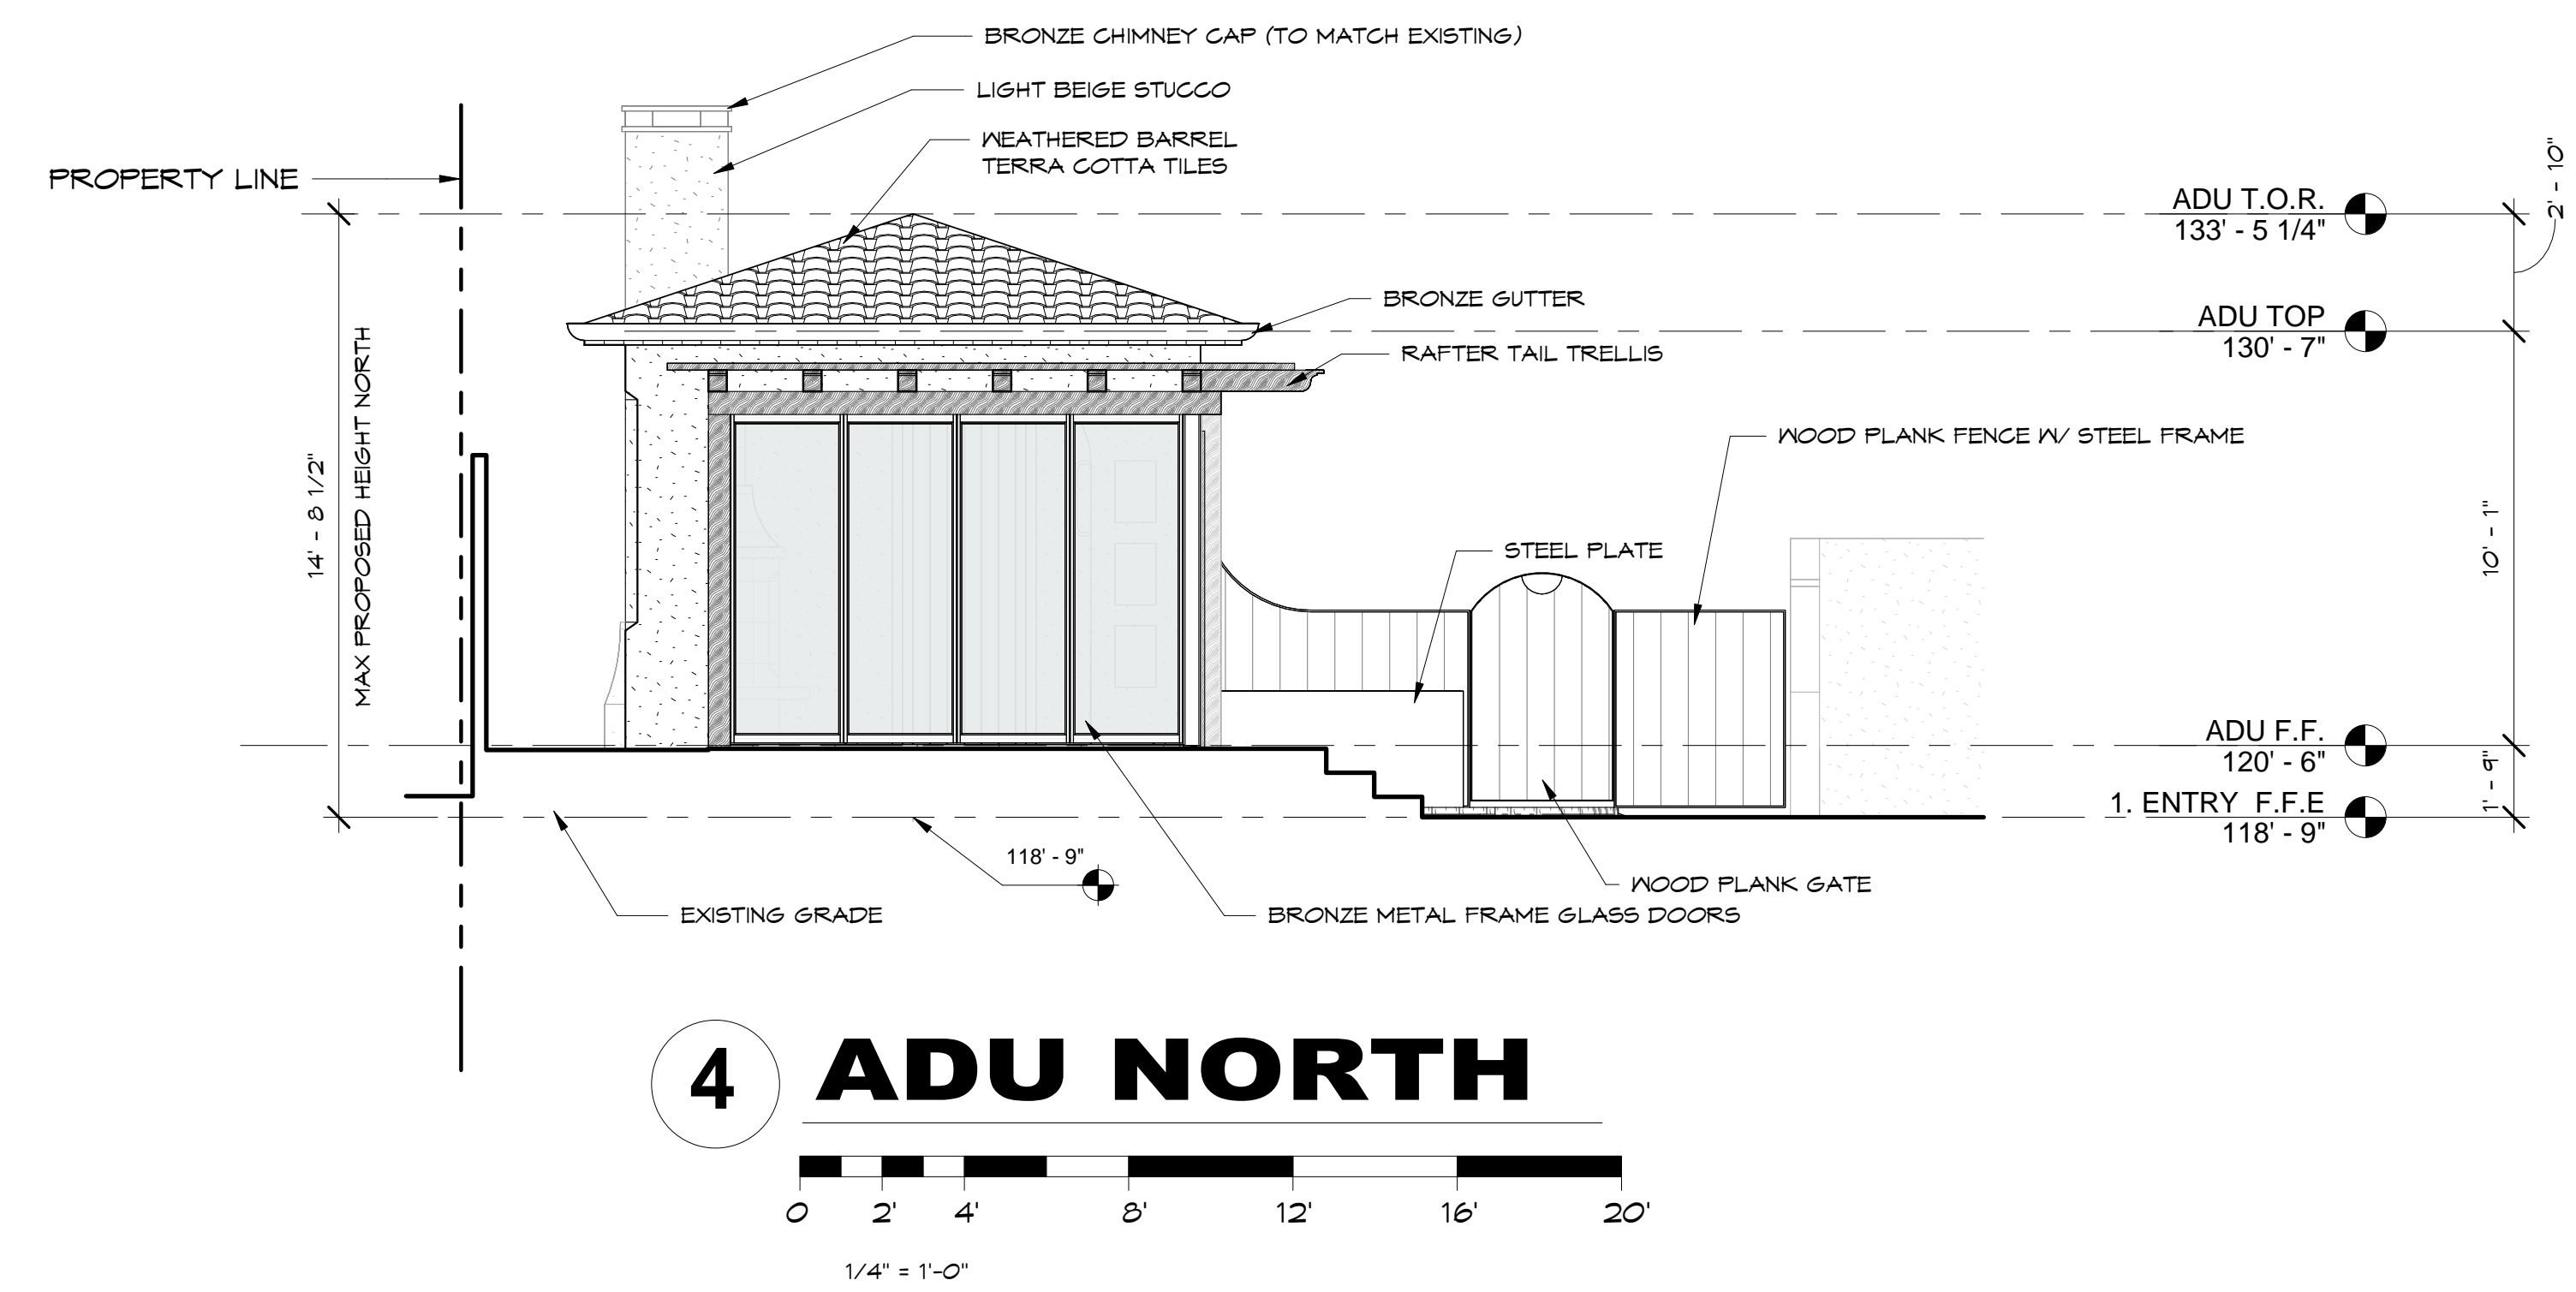 BRONZE CHIMNEY CAP (TO MATCH EXISTING)
LIGHT BEIGE STUCCO
WEATHERED BARREL
TERRA COTTA TILES
PROPERTY LINE
ADU T.O.R.
133' - 5 1/4"
2' - 10"
BRONZE GUTTER
ADU TOP
130' - 7"
RAFTER TAIL TRELLIS
14' - 8 1/2"
MAX PROPOSED HEIGHT NORTH
WOOD PLANK FENCE W/ STEEL FRAME
STEEL PLATE
10' - 1"
ADU F.F.
120' - 6"
1' - 9"
1. ENTRY F.F.E
118' - 9"
118' - 9"
WOOD PLANK GATE
EXISTING GRADE
BRONZE METAL FRAME GLASS DOORS
4
ADU NORTH
0 2' 4' 8' 12' 16' 20'
1/4" = 1'-0"